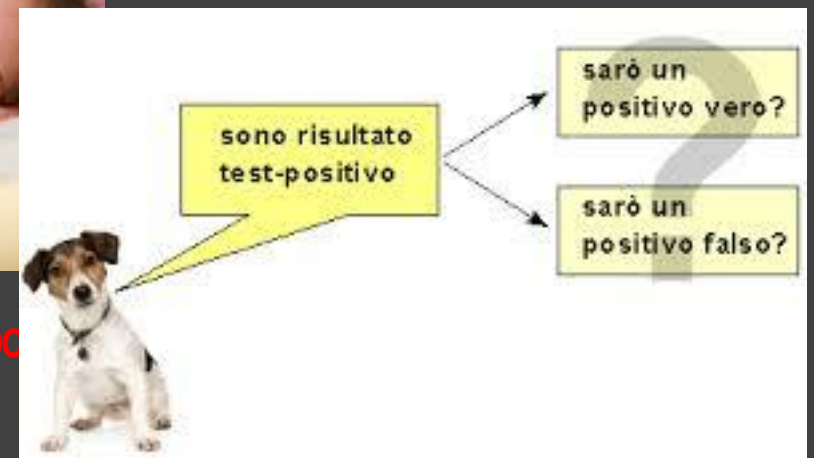 sono risultato
test-positivo
sarò un
positivo vero?
sarò un
positivo falso?
?